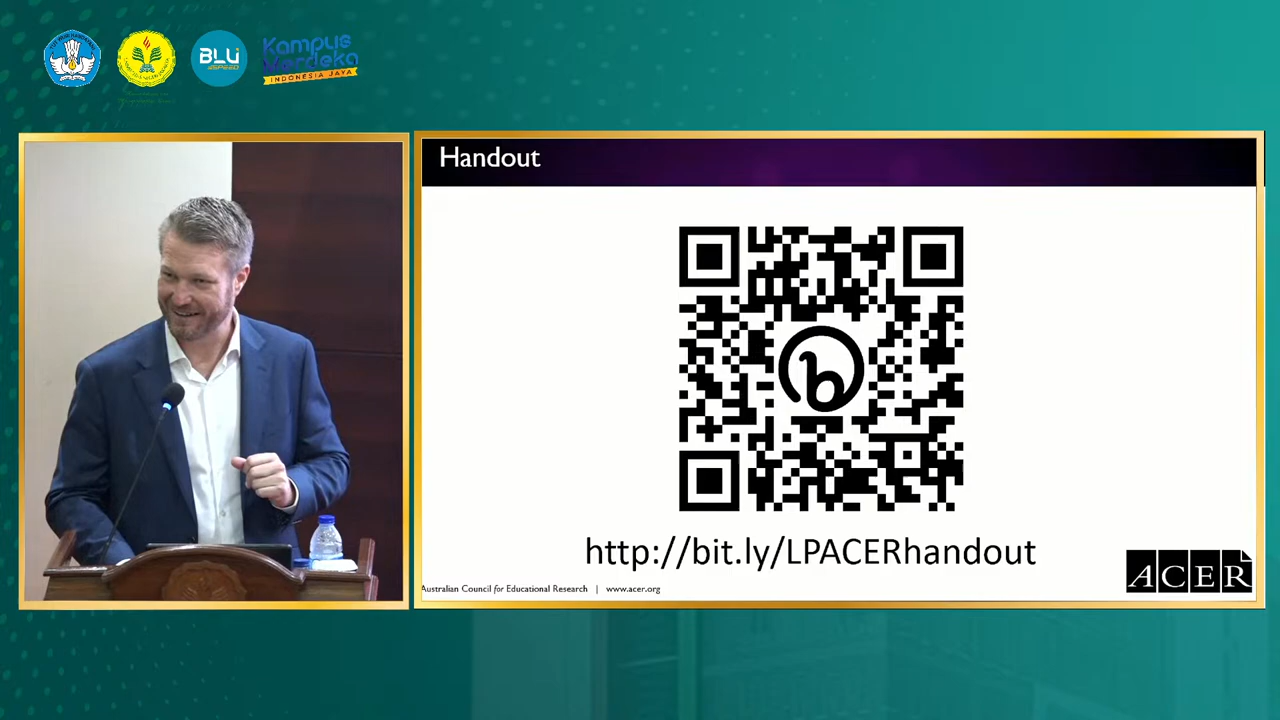 BLU
SPEED
Kampus
Merdeka
INDONESIA JAYA
Handout
b
http://bit.ly/LPACERhandout
Australian Council for Educational Research | www.acer.org
ACER